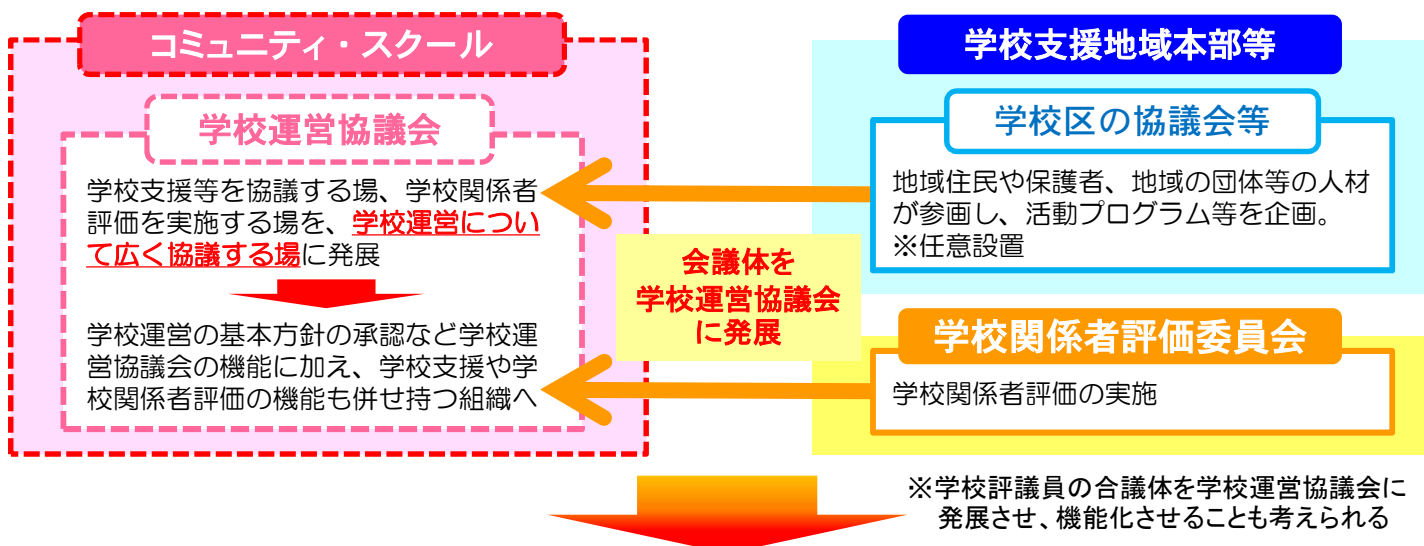 コミュニティ・スクール
学校運営協議会
学校支援等を協議する場、学校関係者
評価を実施する場を、学校運営につい
て広く協議する場に発展
学校運営の基本方針の承認など学校運
営協議会の機能に加え、学校支援や学
校関係者評価の機能も併せ持つ組織へ
会議体を
学校運営協議会
に発展
学校支援地域本部等
学校区の協議会等
地域住民や保護者、地域の団体等の人材
が参画し、活動プログラム等を企画。
※任意設置
学校関係者評価委員会
学校関係者評価の実施
※学校評議員の合議体を学校運営協議会に
発展させ、機能化させることも考えられる